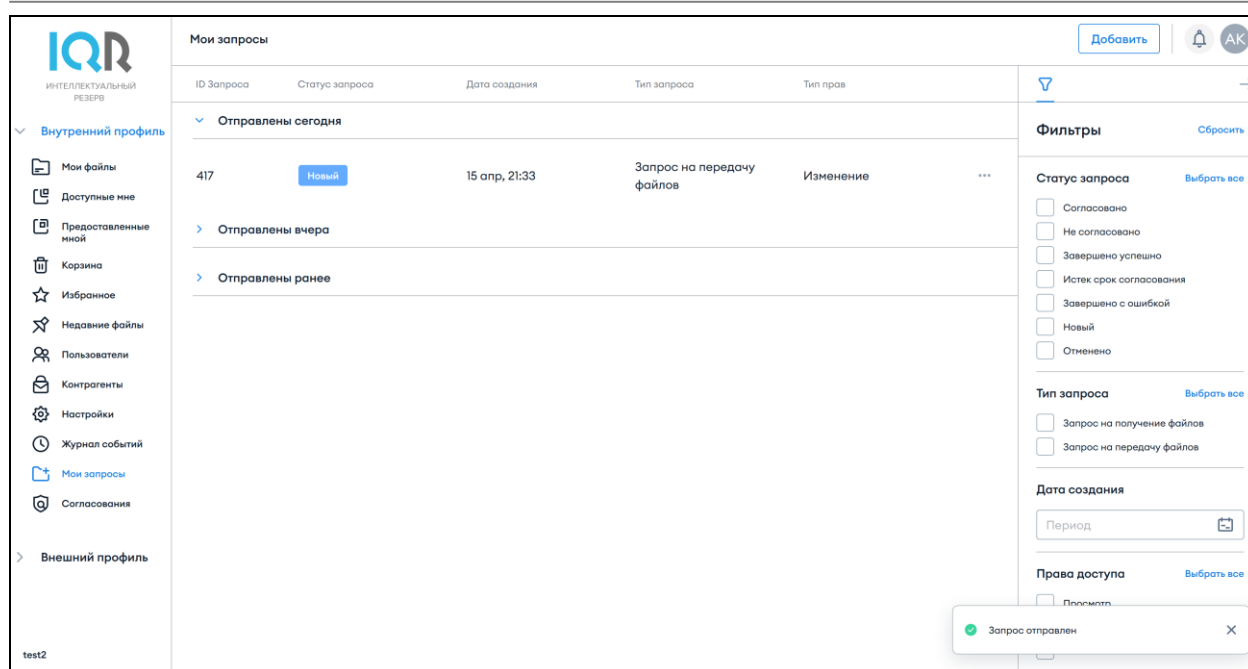 IQR
ИНТЕЛЛЕКТУАЛЬНЫЙ
РЕЗЕРВ
Внутренний профиль
Мои файлы
Доступные мне
Предоставленные
мной
Корзина
Избранное
Недавние файлы
Пользователи
Контрагенты
Настройки
Журнал событий
Мои запросы
Согласования
Внешний профиль
test2
Мои запросы
Добавить
АК
ID Запроса Статус запроса Дата создания Тип запроса Тип прав
Отправлены сегодня
417 Новый 15 апр, 21:33 Запрос на передачу
файлов Изменение
Отправлены вчера
Отправлены ранее
Фильтры Сбросить
Статус запроса Выбрать все
Согласовано
Не согласовано
Завершено успешно
Истек срок согласования
Завершено с ошибкой
Новый
Отменено
Тип запроса Выбрать все
Запрос на получение файлов
Запрос на передачу файлов
Дата создания
Период
Права доступа Выбрать все
Просмотр
Запрос отправлен